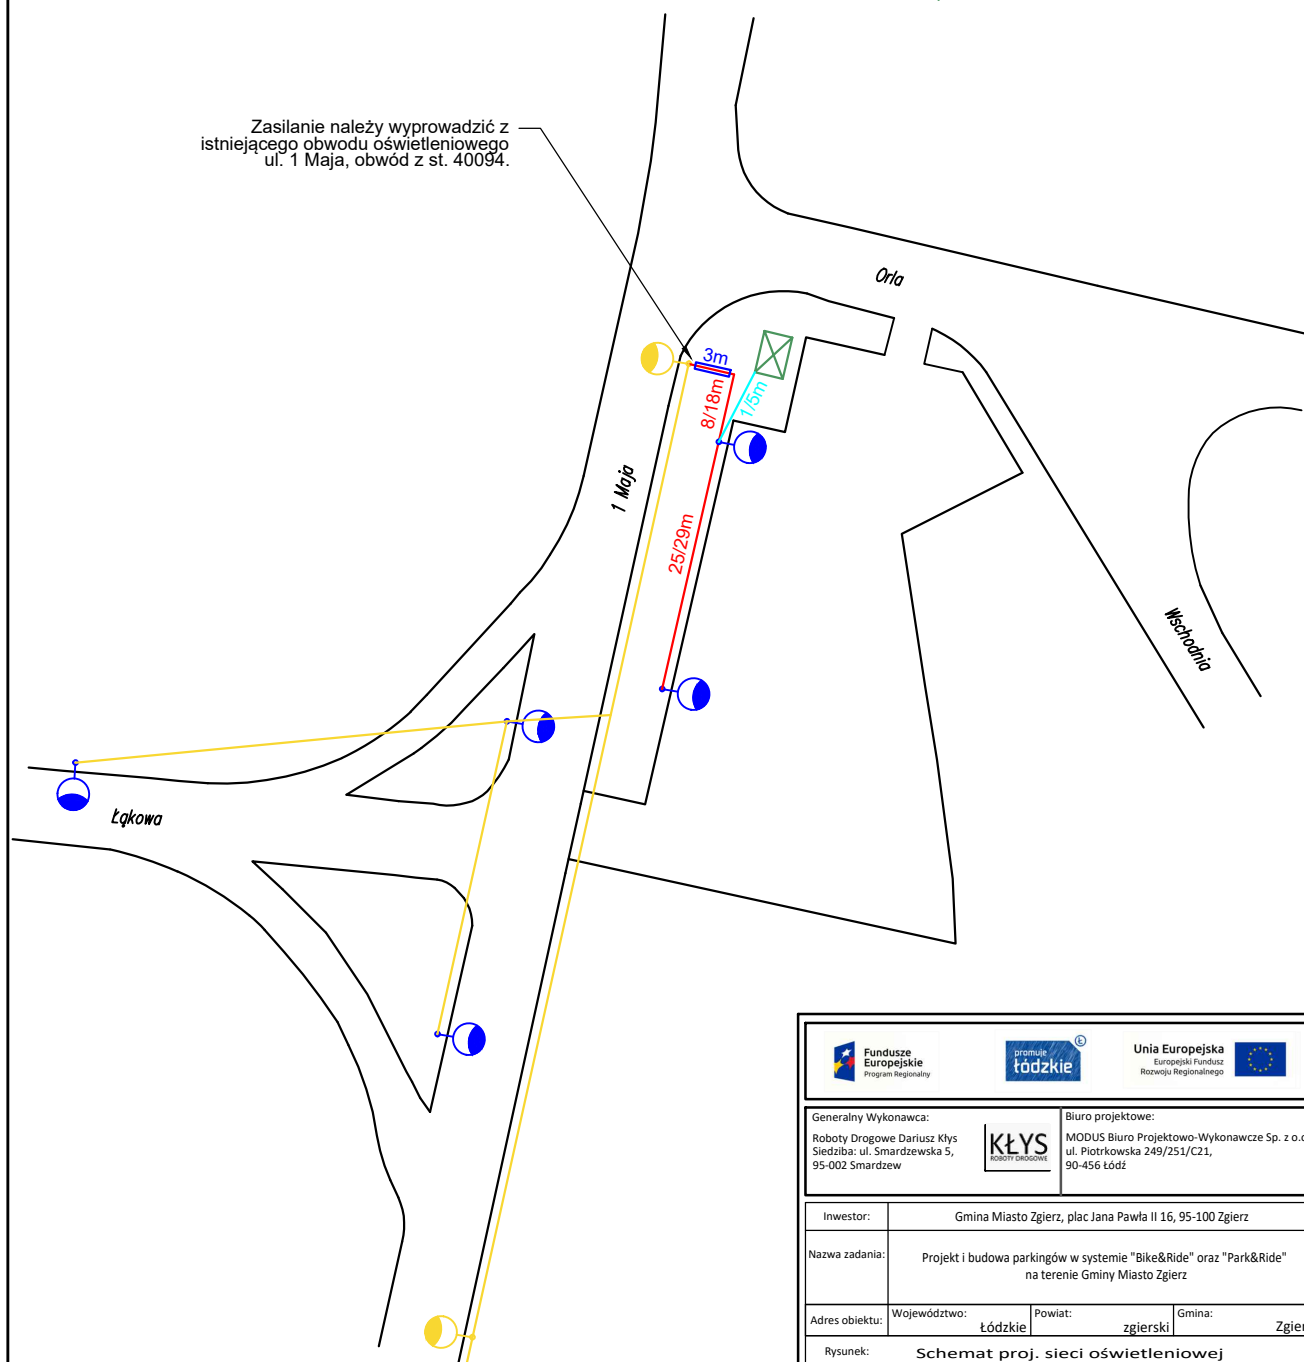 Zasilanie należy wyprowadzić z
istniejącego obwodu oświetleniowego
ul. 1 Maja, obwód z st. 40094.
Orla
3m
8/18m
1/5m
1 Maja
25/29m
Wschodnia
Łąkowa
Fundusze
Europejskie
Program Regionalny
promuje
łódzkie
Ł
Unia Europejska
Europejski Fundusz
Rozwoju Regionalnego
Generalny Wykonawca:
Roboty Drogowe Dariusz Kłys
Siedziba: ul. Smardzewska 5,
95-002 Smardzew
KŁYS
ROBOTY DROGOWE
Biuro projektowe:
MODUS Biuro Projektowo-Wykonawcze Sp. z o.o
ul. Piotrkowska 249/251/C21,
90-456 Łódź
Inwestor:
Gmina Miasto Zgierz, plac Jana Pawła II 16, 95-100 Zgierz
Nazwa zadania:
Projekt i budowa parkingów w systemie "Bike&Ride" oraz "Park&Ride"
na terenie Gminy Miasto Zgierz
Adres obiektu:
Województwo:
Łódzkie
Powiat:
zgierski
Gmina:
Zgier
Rysunek:
Schemat proj. sieci oświetleniowej